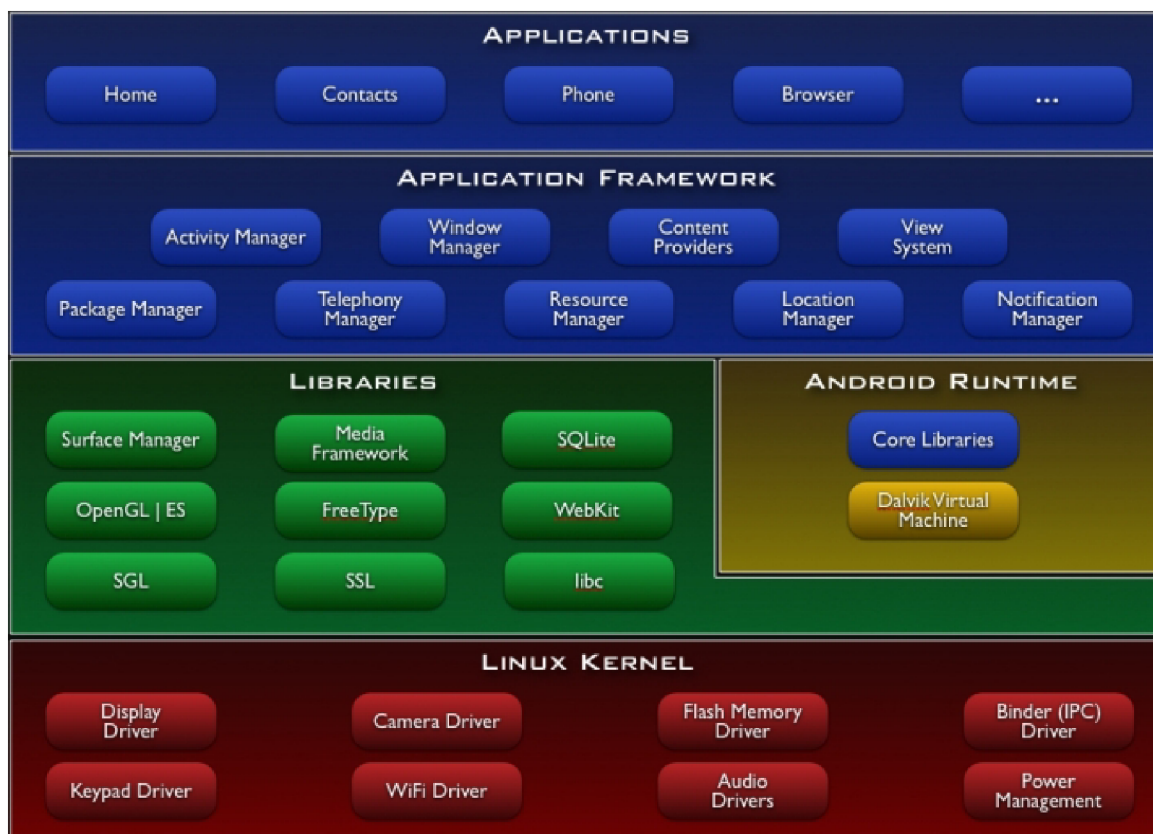 APPLICATIONS
Home
Contacts
Phone
Browser
...
APPLICATION FRAMEWORK
Activity Manager
Window
Manager
Content
Providers
View
System
Package Manager
Telephony
Manager
Resource
Manager
Location
Manager
Notification
Manager
LIBRARIES
Surface Manager
Media
Framework
SQLite
OpenGL | ES
FreeType
WebKit
SGL
SSL
libc
ANDROID RUNTIME
Core Libraries
Dalvik Virtual
Machine
LINUX KERNEL
Display
Driver
Camera Driver
Flash Memory
Driver
Binder (IPC)
Driver
Keypad Driver
WiFi Driver
Audio
Drivers
Power
Management